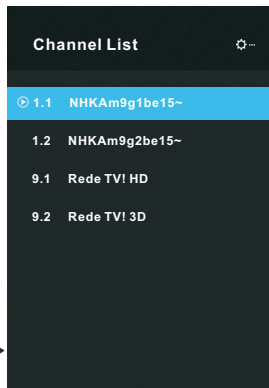 Channel List
1.1 NHKAm9g1be15~
1.2 NHKAm9g2be15~
9.1 Rede TV! HD
9.2 Rede TV! 3D